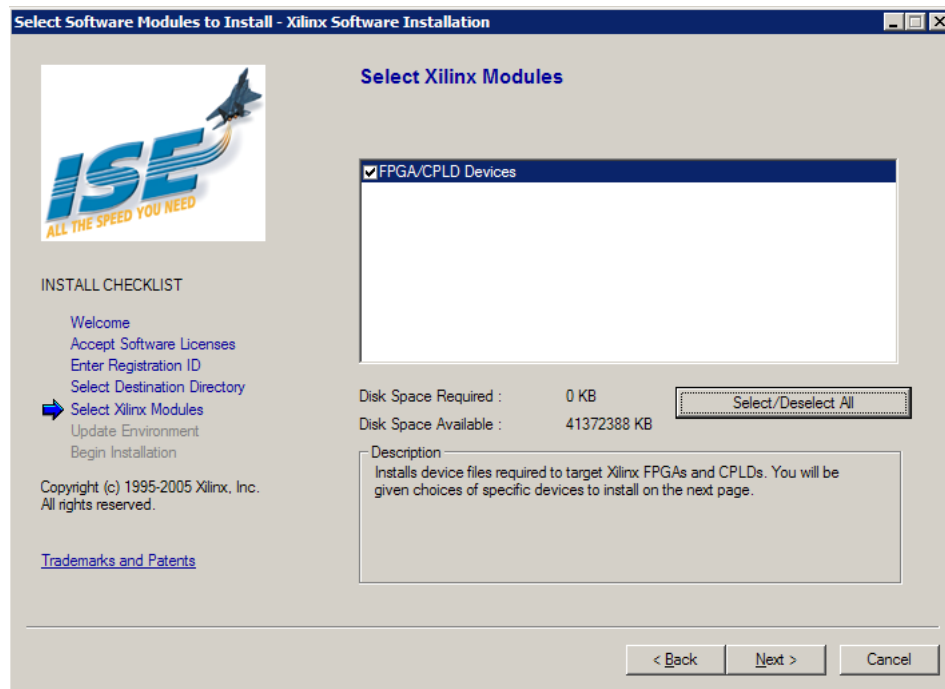 Select Software Modules to Install - Xilinx Software Installation
Select Xilinx Modules
ISE
ALL THE SPEED YOU NEED
FPGA/CPLD Devices
INSTALL CHECKLIST
Welcome
Accept Software Licenses
Enter Registration ID
Select Destination Directory
Select Xilinx Modules
Update Environment
Begin Installation
Copyright (c) 1995-2005 Xilinx, Inc.
All rights reserved.
Trademarks and Patents
Disk Space Required : 0 KB
Select/Deselect All
Disk Space Available : 41372388 KB
Description
Installs device files required to target Xilinx FPGAs and CPLDs. You will be
given choices of specific devices to install on the next page.
< Back
Next >
Cancel